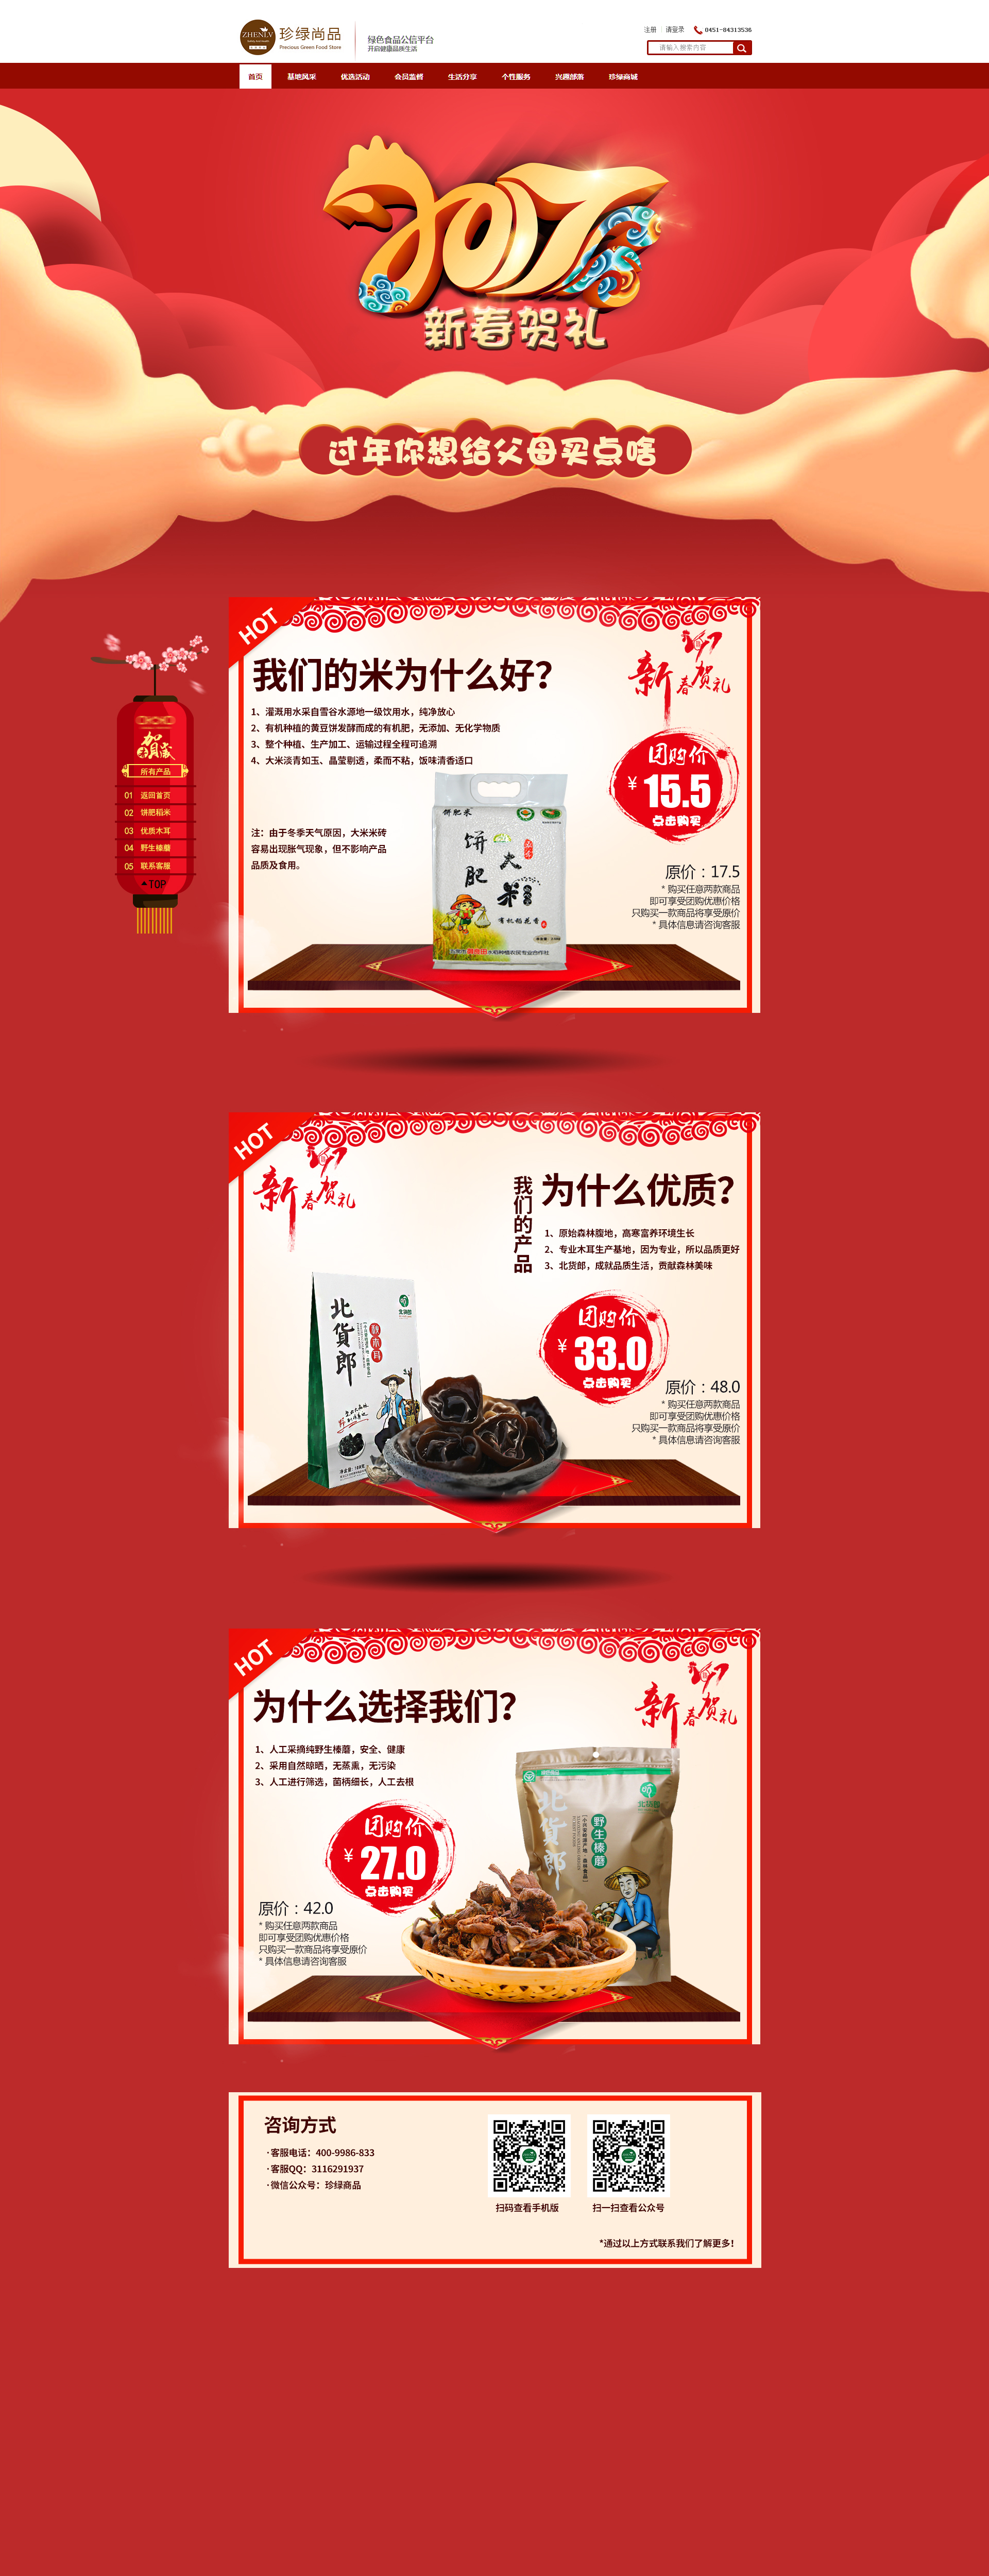 ZHENLV
珍绿尚品
Precious Green Food Store
绿色食品公信平台
开启健康品质生活
注册
请登录
0451-84313536
请输入搜索内容
首页
基地风采
优选活动
会员监督
生活分享
个性服务
兴趣部落
珍绿商城
2017
新春贺礼
过年你想给父母买点啥
贺岁
所有产品
01 返回首页
02 饼肥稻米
03 优质木耳
04 野生榛蘑
05 联系客服
TOP
HOT
我们的米为什么好?
1、灌溉用水采自雪谷水源地一级饮用水，纯净放心
2、有机种植的黄豆饼发酵而成的有机肥，无添加、无化学物质
3、整个种植、生产加工、运输过程全程可追溯
4、大米淡青如玉、晶莹剔透，柔而不粘，饭味清香适口
注：由于冬季天气原因，大米米砖
容易出现胀气现象，但不影响产品
品质及食用。
新春贺礼
团购价
¥ 15.5
点击购买
原价：17.5
* 购买任意两款商品
即可享受团购优惠价格
只购买一款商品将享受原价
* 具体信息请咨询客服
饼肥米
饼肥大米
有机稻花香
HOT
新春贺礼
我们的产品
为什么优质?
1、原始森林腹地，高寒富养环境生长
2、专业木耳生产基地，因为专业，所以品质更好
3、北货郎，成就品质生活，贡献森林美味
团购价
¥ 33.0
点击购买
原价：48.0
* 购买任意两款商品
即可享受团购优惠价格
只购买一款商品将享受原价
* 具体信息请咨询客服
北货郎
北貨郎
HOT
为什么选择我们?
1、人工采摘纯野生榛蘑，安全、健康
2、采用自然晾晒，无蒸熏，无污染
3、人工进行筛选，菌柄细长，人工去根
新春贺礼
团购价
¥ 27.0
点击购买
原价：42.0
* 购买任意两款商品
即可享受团购优惠价格
只购买一款商品将享受原价
* 具体信息请咨询客服
北货郎
北貨郎
野生榛蘑
咨询方式
·客服电话：400-9986-833
·客服QQ：3116291937
·微信公众号：珍绿商品
扫码查看手机版
扫一扫查看公众号
*通过以上方式联系我们了解更多!